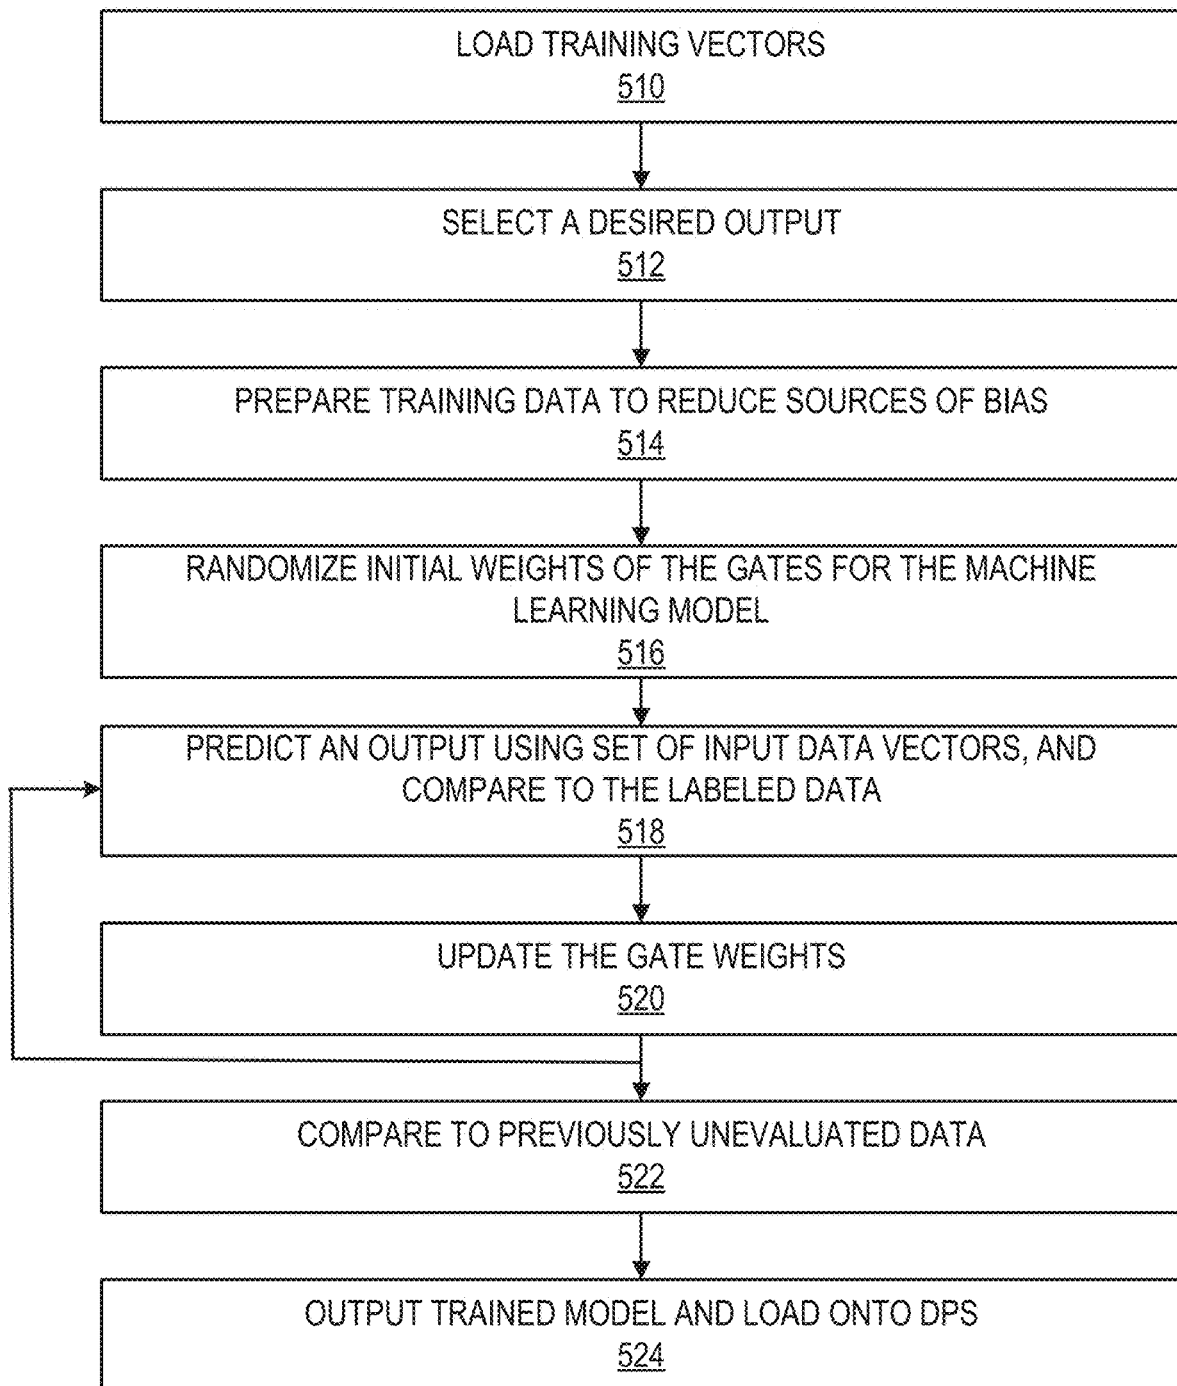 LOAD TRAINING VECTORS
510
SELECT A DESIRED OUTPUT
512
PREPARE TRAINING DATA TO REDUCE SOURCES OF BIAS
514
RANDOMIZE INITIAL WEIGHTS OF THE GATES FOR THE MACHINE
LEARNING MODEL
516
PREDICT AN OUTPUT USING SET OF INPUT DATA VECTORS, AND
COMPARE TO THE LABELED DATA
518
UPDATE THE GATE WEIGHTS
520
COMPARE TO PREVIOUSLY UNEVALUATED DATA
522
OUTPUT TRAINED MODEL AND LOAD ONTO DPS
524